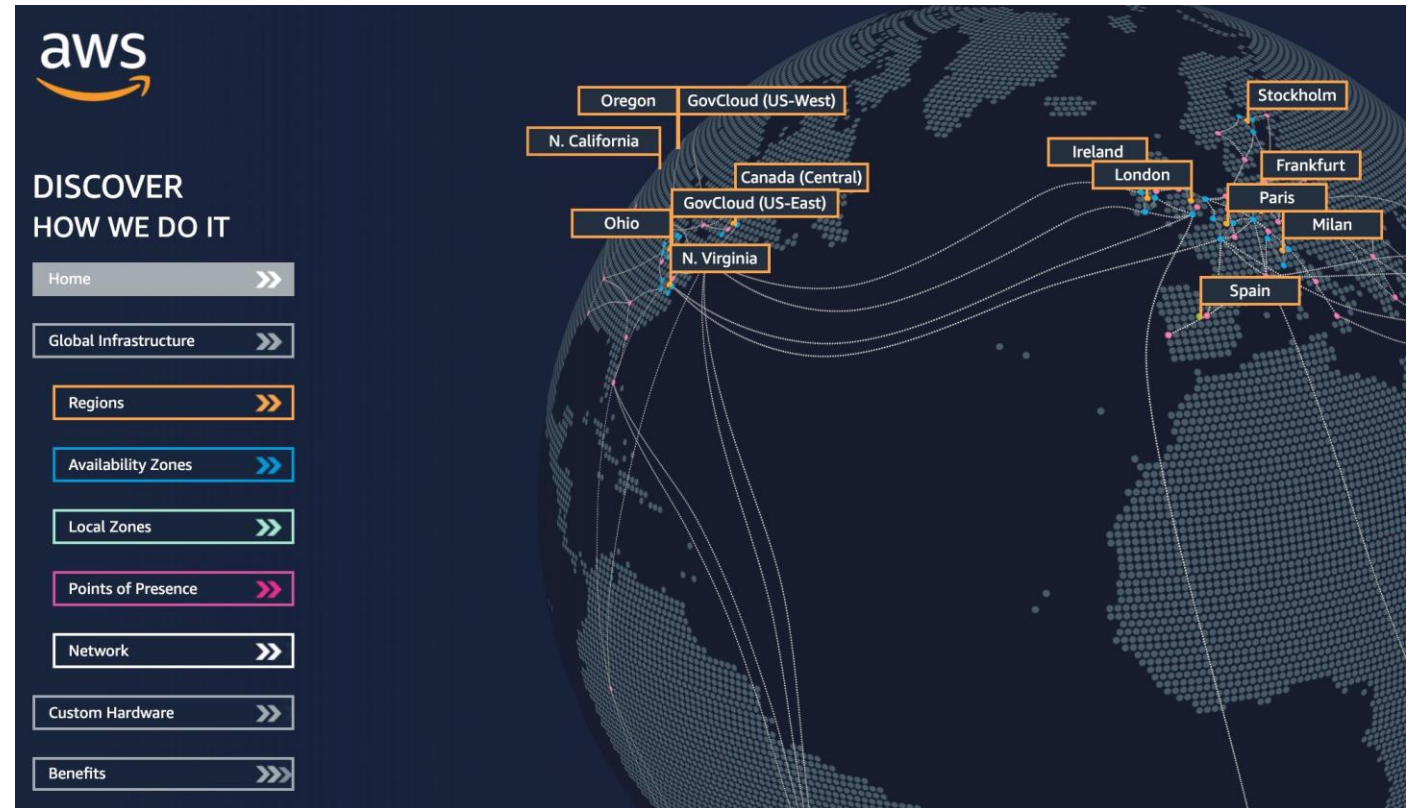 aws
DISCOVER
HOW WE DO IT
Home
Global Infrastructure
Regions
Availability Zones
Local Zones
Points of Presence
Network
Custom Hardware
Benefits
Oregon
GovCloud (US-West)
N. California
Canada (Central)
GovCloud (US-East)
Ohio
N. Virginia
Stockholm
Ireland
London
Frankfurt
Paris
Milan
Spain